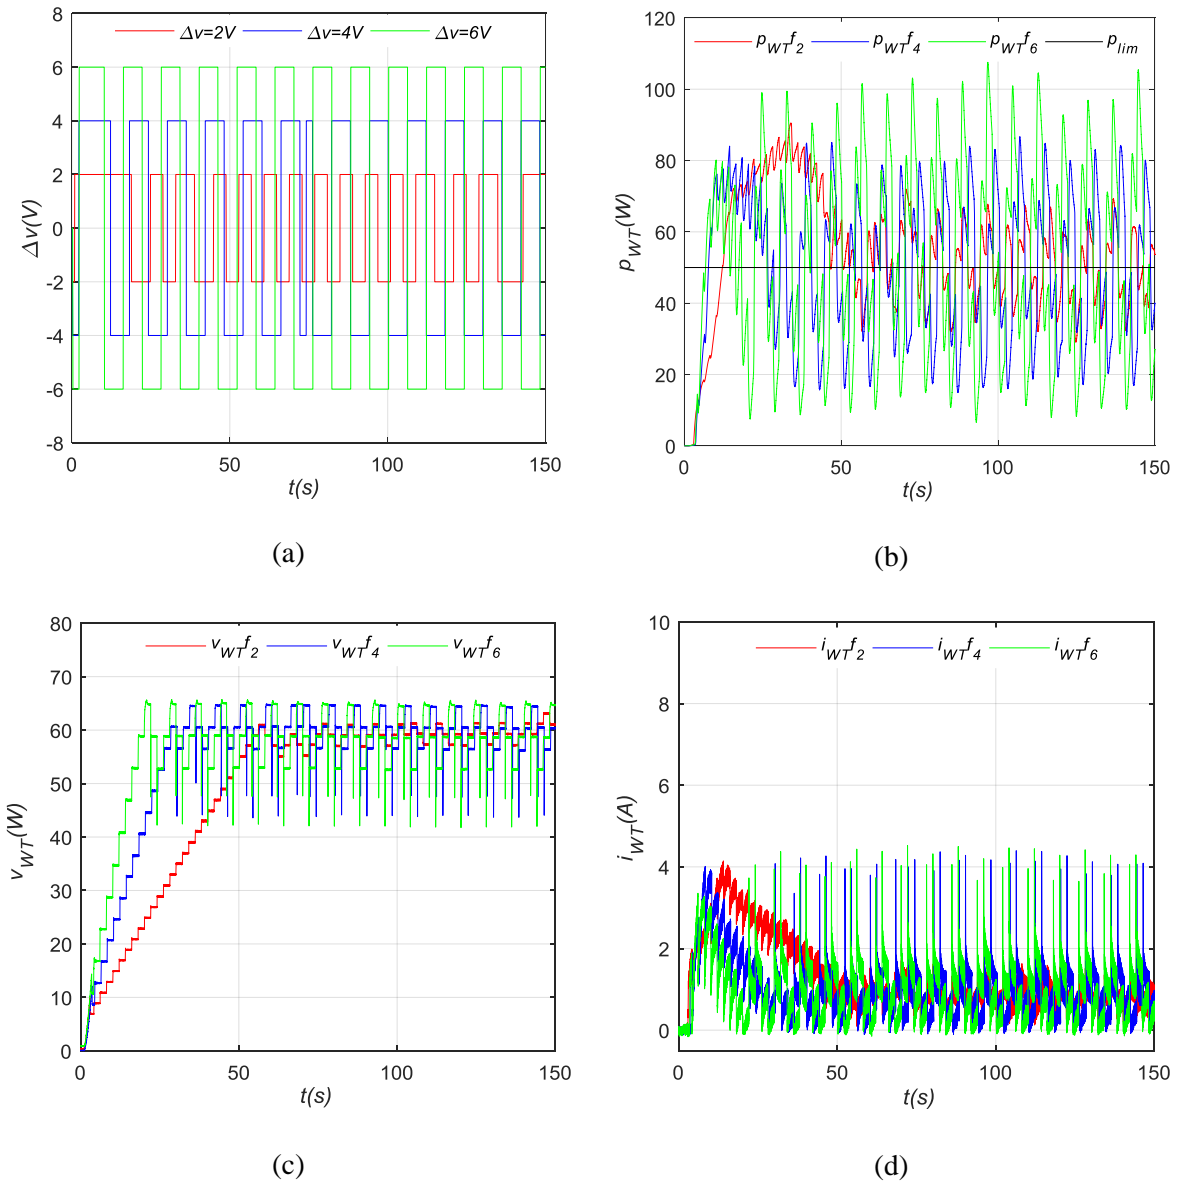 8
6
4
2
0
-2
-4
-6
-8
Δv(V)
Δv=2V Δv=4V Δv=6V
0 50 100 150
t(s)
(a)
120
100
80
60
40
20
0
p_WT(W)
p_WT f_2 p_WT f_4 p_WT f_6 p_lim
0 50 100 150
t(s)
(b)
80
70
60
50
40
30
20
10
0
v_WT(W)
v_WT f_2 v_WT f_4 v_WT f_6
0 50 100 150
t(s)
(c)
10
8
6
4
2
0
i_WT(A)
i_WT f_2 i_WT f_4 i_WT f_6
0 50 100 150
t(s)
(d)